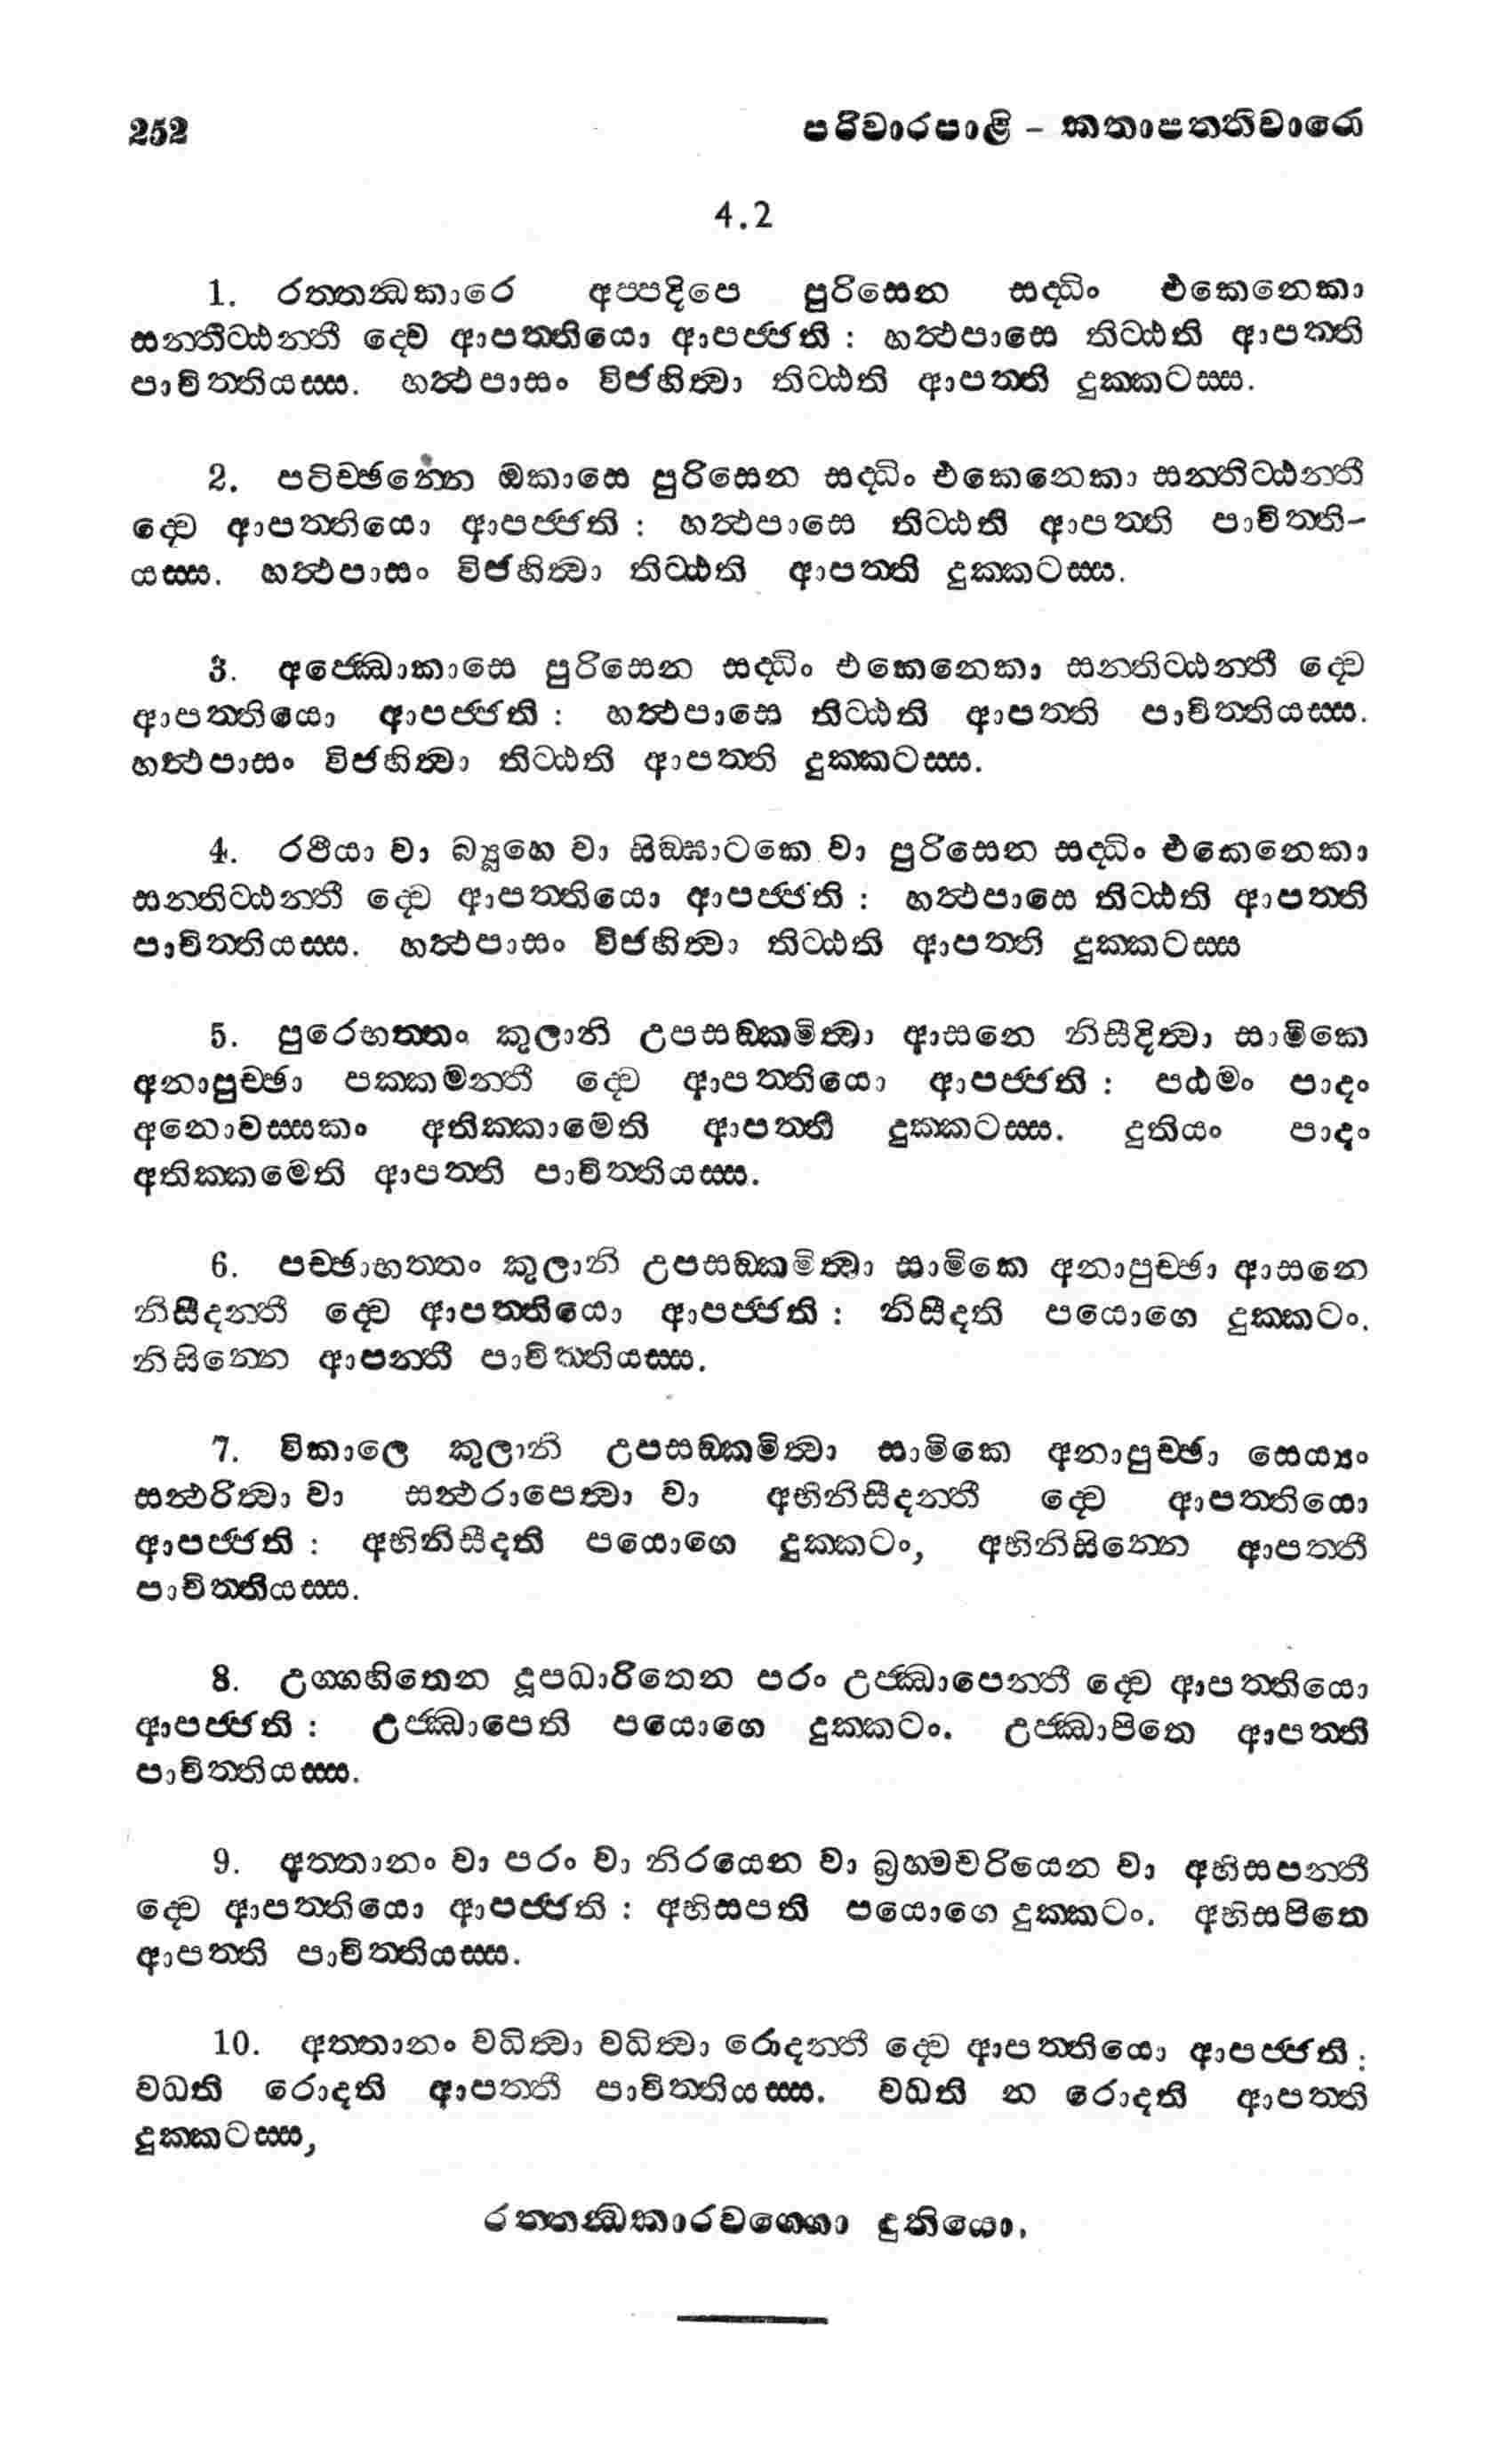 252 පරිවාරපාළි – කතාපතතිවාරො
4.2
1. රත්තන්‍ධකාරෙ අප්පදිපෙ පුරිසෙන සද්ධිං එකෙනෙකා
සන්තිට්ඨන්තී ද්වෙ ආපත්තියො ආපජ්ජති : හත්‍ථපාසෙ තිට්ඨති ආපත්ති
පාචිත්තියස්ස. හත්‍ථපාසං විජහිත්‍වා තිට්ඨති ආපත්ති දුක්කටස්ස.
2. පටිච්ඡන්නෙ ඔකාසෙ පුරිසෙන සද්ධිං එකෙනෙකා සන්තිට්ඨන්තී
ද්වෙ ආපත්තියො ආපජ්ජති : හත්‍ථපාසෙ තිට්ඨති ආපත්ති පාචිත්ති-
යස්ස. හත්‍ථපාසං විජහිත්‍වා තිට්ඨති ආපත්ති දුක්කටස්ස.
3. අජ්ඣොකාසෙ පුරිසෙන සද්ධිං එකෙනෙකා සන්තිට්ඨන්තී ද්වෙ
ආපත්තියො ආපජ්ජති : හත්‍ථපාසෙ තිට්ඨති ආපත්ති පාචිත්තියස්ස.
හත්‍ථපාසං විජහිත්‍වා තිට්ඨති ආපත්ති දුක්කටස්ස.
4. රථියා වා බ්‍යූහෙ වා සිඞ්ඝාටකෙ වා පුරිසෙන සද්ධිං එකෙනෙකා
සන්තිට්ඨන්තී ද්වෙ ආපත්තියො ආපජ්ජති : හත්‍ථපාසෙ තිට්ඨති ආපත්ති
පාචිත්තියස්ස. හත්‍ථපාසං විජහිත්‍වා තිට්ඨති ආපත්ති දුක්කටස්ස
5. පුරෙභත්තං කුලානි උපසඞ්කමිත්‍වා ආසනෙ නිසීදිත්‍වා සාමිකෙ
අනාපුච්ඡා පක්කමන්තී ද්වෙ ආපත්තියො ආපජ්ජති : පඨමං පාදං
අනොවස්සකං අතික්කාමෙති ආපත්ති දුක්කටස්ස. දුතියං පාදං
අතික්කමෙති ආපත්ති පාචිත්තියස්ස.
6. පච්ඡාභත්තං කුලානි උපසඞ්කමිත්‍වා සාමිකෙ අනාපුච්ඡා ආසනෙ
නිසීදන්තී ද්වෙ ආපත්තියො ආපජ්ජති : නිසීදති පයොගෙ දුක්කටං.
නිසින්නෙ ආපත්තී පාචිත්තියස්ස.
7. විකාලෙ කුලානි උපසඞ්කමිත්‍වා සාමිකෙ අනාපුච්ඡා සෙය්‍යං
සන්‍ථරිත්‍වා වා සන්‍ථරාපෙත්‍වා වා අභිනිසීදන්තී ද්වෙ ආපත්තියො
ආපජ්ජති : අභිනිසීදති පයොගෙ දුක්කටං, අභිනිසින්නෙ ආපත්තී
පාචිත්තියස්ස.
8. උග්ගහිතෙන දූපධාරිතෙන පරං උජ්ඣාපෙන්තී ද්වෙ ආපත්තියො
ආපජ්ජති : උජ්ඣාපෙති පයොගෙ දුක්කටං. උජ්ඣාපිතෙ ආපත්ති
පාචිත්තියස්ස.
9. අත්තානං වා පරං වා නිරයෙන වා බ්‍රහ්මචරියෙන වා අභිසපන්තී
ද්වෙ ආපත්තියො ආපජ්ජති : අභිසපති පයොගෙ දුක්කටං. අභිසපිතෙ
ආපත්ති පාචිත්තියස්ස.
10. අත්තානං වධිත්‍වා වධිත්‍වා රොදන්තී ද්වෙ ආපත්තියො ආපජ්ජති :
වධති රොදති ආපත්තී පාචිත්තියස්ස. වධති න රොදති ආපත්ති
දුක්කටස්ස,
රත්තන්‍ධකාරවග්ගො දුතියො.